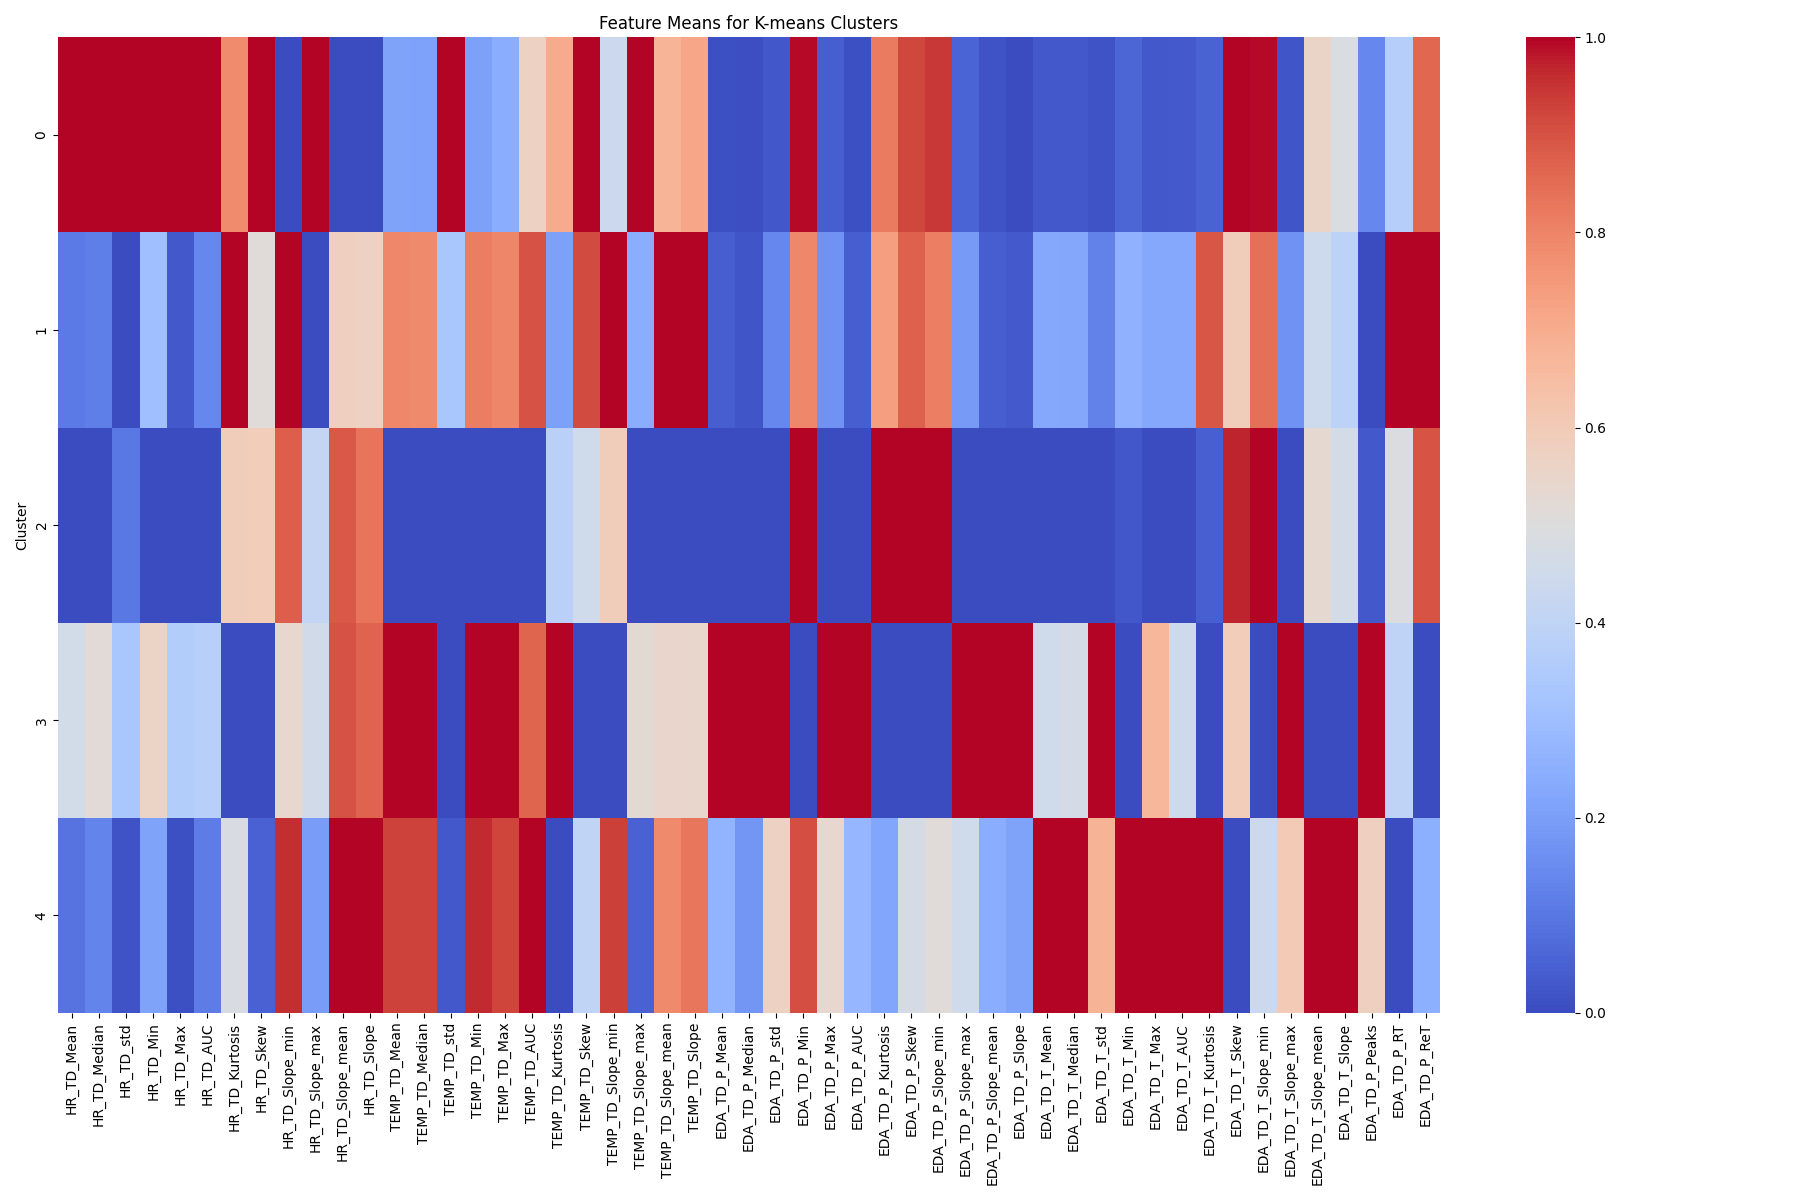 Feature Means for K-means Clusters
Cluster
0
1
2
3
4
HR_TD_Mean
HR_TD_Median
HR_TD_std
HR_TD_Min
HR_TD_Max
HR_TD_AUC
HR_TD_Kurtosis
HR_TD_Skew
HR_TD_Slope_min
HR_TD_Slope_max
HR_TD_Slope_mean
HR_TD_Slope
TEMP_TD_Mean
TEMP_TD_Median
TEMP_TD_std
TEMP_TD_Min
TEMP_TD_Max
TEMP_TD_AUC
TEMP_TD_Kurtosis
TEMP_TD_Skew
TEMP_TD_Slope_min
TEMP_TD_Slope_max
TEMP_TD_Slope_mean
TEMP_TD_Slope
EDA_TD_P_Mean
EDA_TD_P_Median
EDA_TD_P_std
EDA_TD_P_Min
EDA_TD_P_Max
EDA_TD_P_AUC
EDA_TD_P_Kurtosis
EDA_TD_P_Skew
EDA_TD_P_Slope_min
EDA_TD_P_Slope_max
EDA_TD_P_Slope_mean
EDA_TD_P_Slope
EDA_TD_T_Mean
EDA_TD_T_Median
EDA_TD_T_std
EDA_TD_T_Min
EDA_TD_T_Max
EDA_TD_T_AUC
EDA_TD_T_Kurtosis
EDA_TD_T_Skew
EDA_TD_T_Slope_min
EDA_TD_T_Slope_max
EDA_TD_T_Slope_mean
EDA_TD_T_Slope
EDA_TD_P_Peaks
EDA_TD_P_RT
EDA_TD_P_ReT
1.0
0.8
0.6
0.4
0.2
0.0